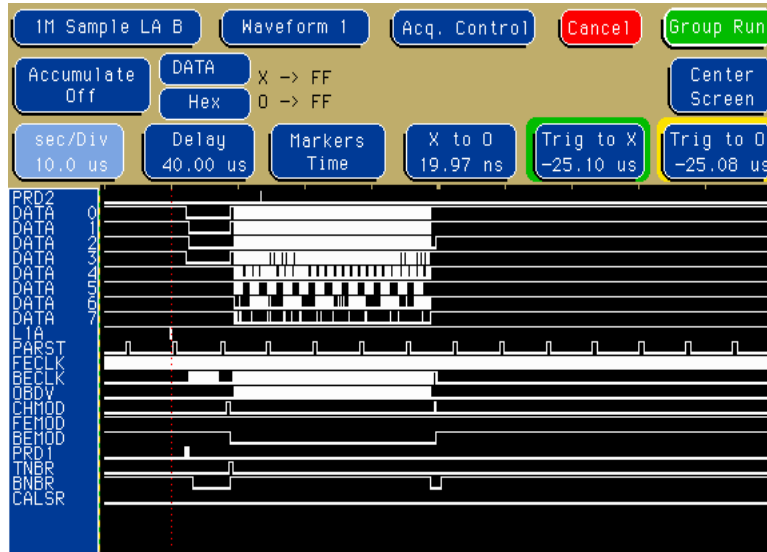 1M Sample LA B
Waveform 1
Acq. Control
Cancel
Group Run
Accumulate
Off
DATA
Hex
X -> FF
O -> FF
Center
Screen
sec/Div
10.0 us
Delay
40.00 us
Markers
Time
X to O
19.97 ns
Trig to X
-25.10 us
Trig to O
-25.08 us
PRD2
DATA 0
DATA 1
DATA 2
DATA 3
DATA 4
DATA 5
DATA 6
DATA 7
L1A
PARST
FECLK
BECLK
OBDV
CHMOD
FEMOD
BEMOD
PRD1
TNBR
BNBR
CALSR